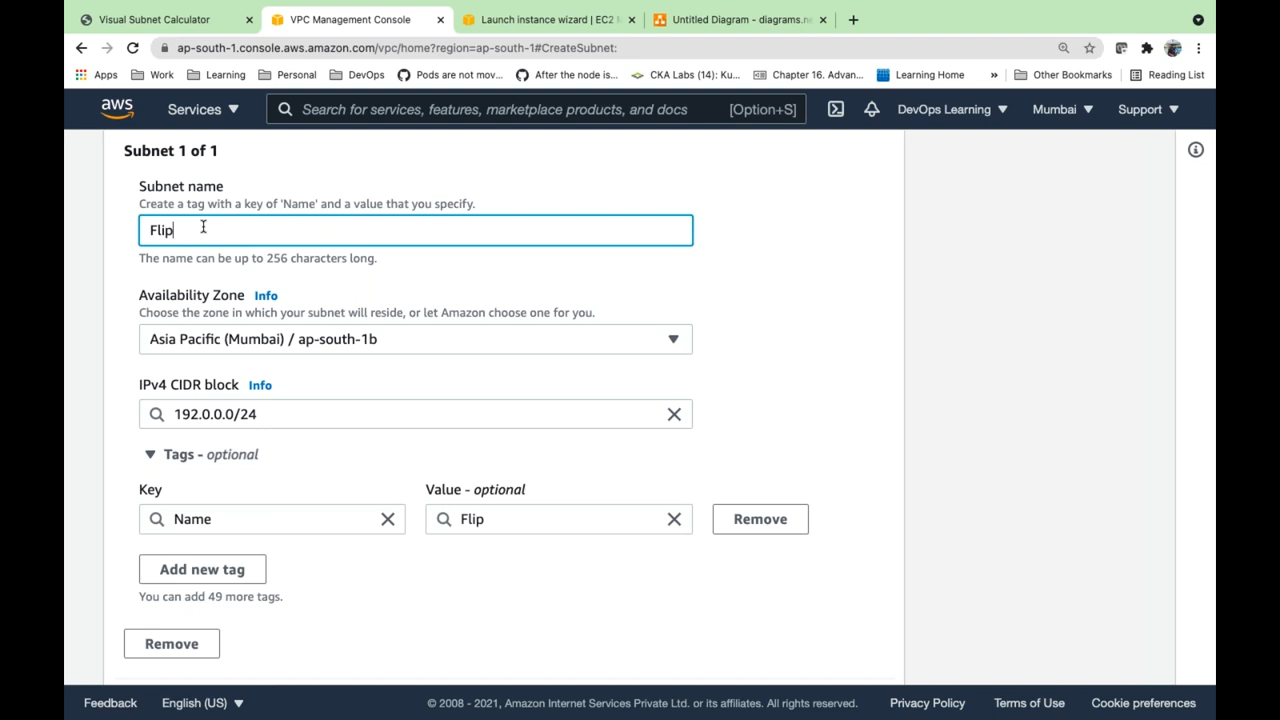 Visual Subnet Calculator
VPC Management Console
Launch instance wizard | EC2
Untitled Diagram - diagrams.ne
ap-south-1.console.aws.amazon.com/vpc/home?region=ap-south-1#CreateSubnet:
Apps Work Learning Personal DevOps Pods are not mov... After the node is... CKA Labs (14): Ku... Chapter 16. Advan... Learning Home » Other Bookmarks Reading List
aws Services ▼ Search for services, features, marketplace products, and docs [Option+S] DevOps Learning ▼ Mumbai ▼ Support ▼
Subnet 1 of 1
Subnet name
Create a tag with a key of 'Name' and a value that you specify.
Flip
The name can be up to 256 characters long.
Availability Zone Info
Choose the zone in which your subnet will reside, or let Amazon choose one for you.
Asia Pacific (Mumbai) / ap-south-1b
IPv4 CIDR block Info
192.0.0.0/24
Tags - optional
Key Value - optional
Name Flip Remove
Add new tag
You can add 49 more tags.
Remove
Feedback English (US) ▼ © 2008 - 2021, Amazon Internet Services Private Ltd. or its affiliates. All rights reserved. Privacy Policy Terms of Use Cookie preferences